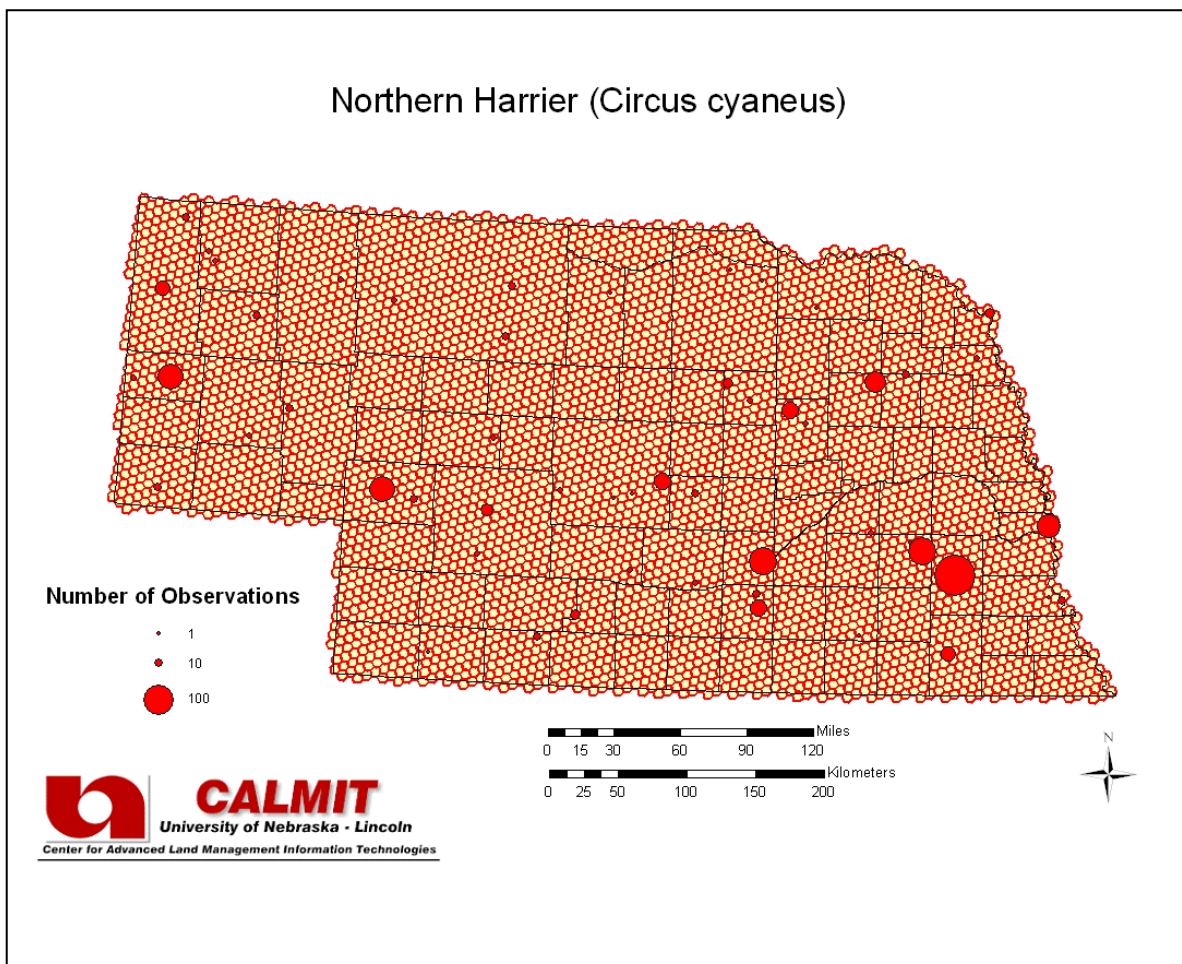 Northern Harrier (Circus cyaneus)
Number of Observations
1
10
100
Miles
0 15 30 60 90 120
Kilometers
0 25 50 100 150 200
N
CALMIT
University of Nebraska - Lincoln
Center for Advanced Land Management Information Technologies